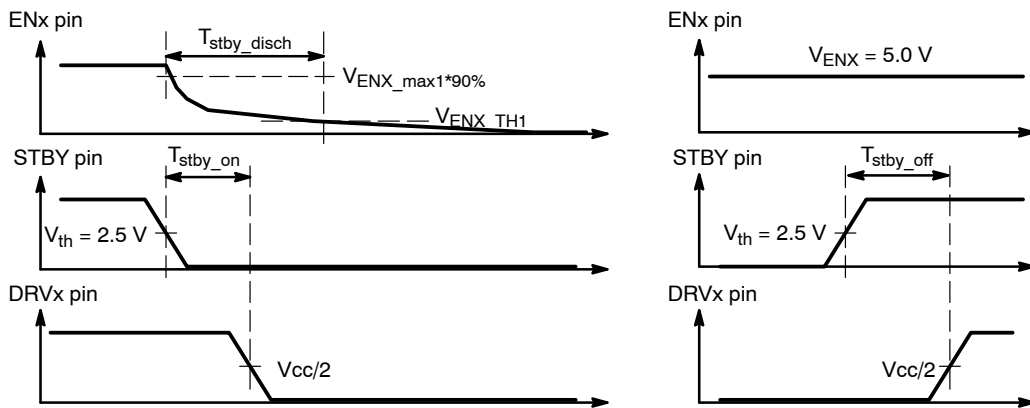 ENx pin
Tstby_disch
VENX_max1*90%
VENX_TH1
STBY pin
Tstby_on
Vth = 2.5 V
DRVx pin
Vcc/2
ENx pin
VENX = 5.0 V
STBY pin
Tstby_off
Vth = 2.5 V
DRVx pin
Vcc/2